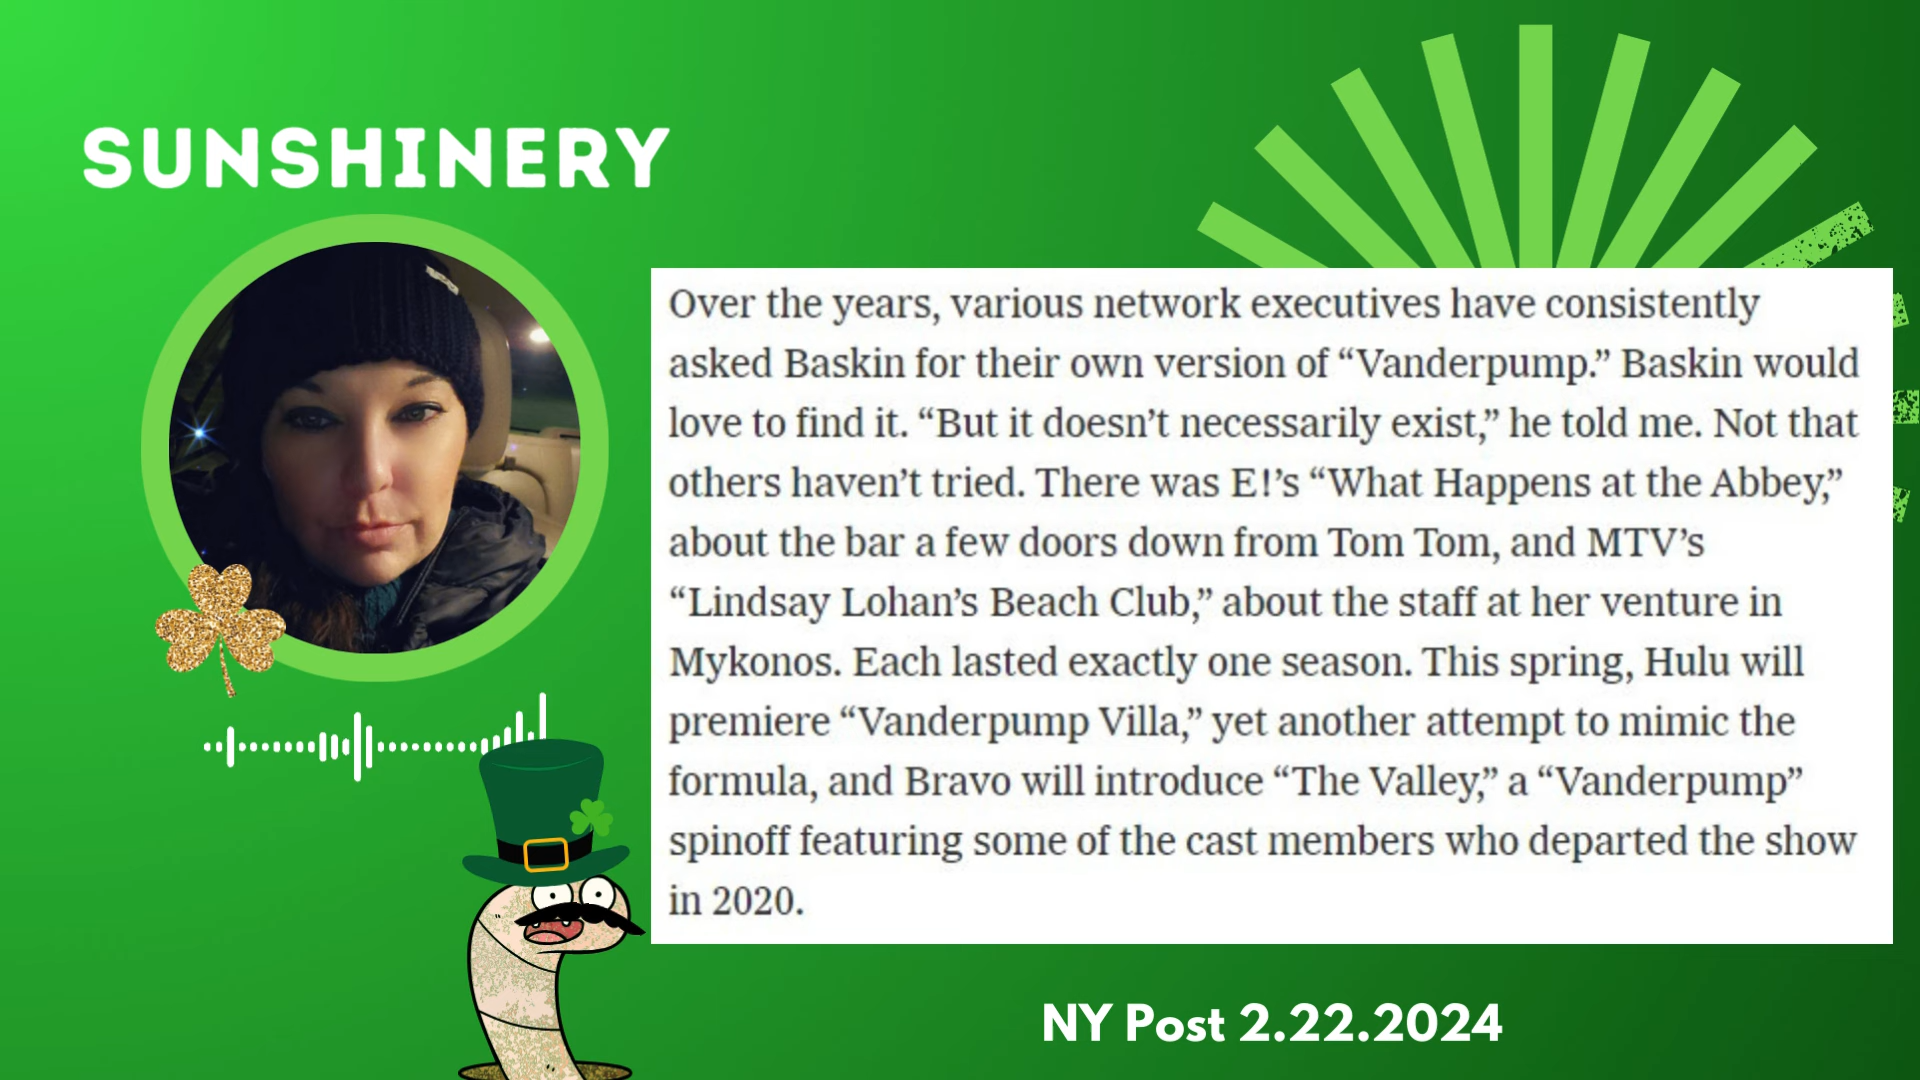 SUNSHINERY
Over the years, various network executives have consistently
asked Baskin for their own version of “Vanderpump.” Baskin would
love to find it. “But it doesn’t necessarily exist,” he told me. Not that
others haven’t tried. There was E!’s “What Happens at the Abbey,”
about the bar a few doors down from Tom Tom, and MTV’s
“Lindsay Lohan’s Beach Club,” about the staff at her venture in
Mykonos. Each lasted exactly one season. This spring, Hulu will
premiere “Vanderpump Villa,” yet another attempt to mimic the
formula, and Bravo will introduce “The Valley,” a “Vanderpump”
spinoff featuring some of the cast members who departed the show
in 2020.
NY Post 2.22.2024